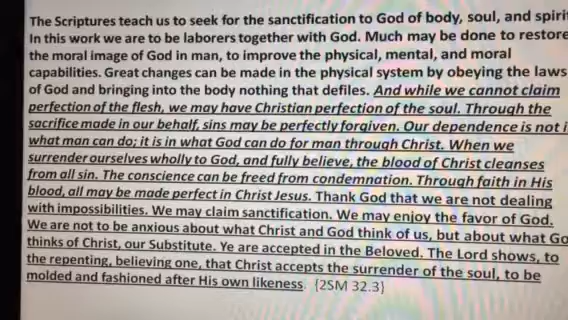 The Scriptures teach us to seek for the sanctification to God of body, soul, and spirit
In this work we are to be laborers together with God. Much may be done to restore
the moral image of God in man, to improve the physical, mental, and moral
capabilities. Great changes can be made in the physical system by obeying the laws
of God and bringing into the body nothing that defiles. And while we cannot claim
perfection of the flesh, we may have Christian perfection of the soul. Through the
sacrifice made in our behalf, sins may be perfectly forgiven. Our dependence is not i
what man can do; it is in what God can do for man through Christ. When we
surrender ourselves wholly to God, and fully believe, the blood of Christ cleanses
from all sin. The conscience can be freed from condemnation. Through faith in His
blood, all may be made perfect in Christ Jesus. Thank God that we are not dealing
with impossibilities. We may claim sanctification. We may enjoy the favor of God.
We are not to be anxious about what Christ and God think of us, but about what Go
thinks of Christ, our Substitute. Ye are accepted in the Beloved. The Lord shows, to
the repenting, believing one, that Christ accepts the surrender of the soul, to be
molded and fashioned after His own likeness. {2SM 32.3}